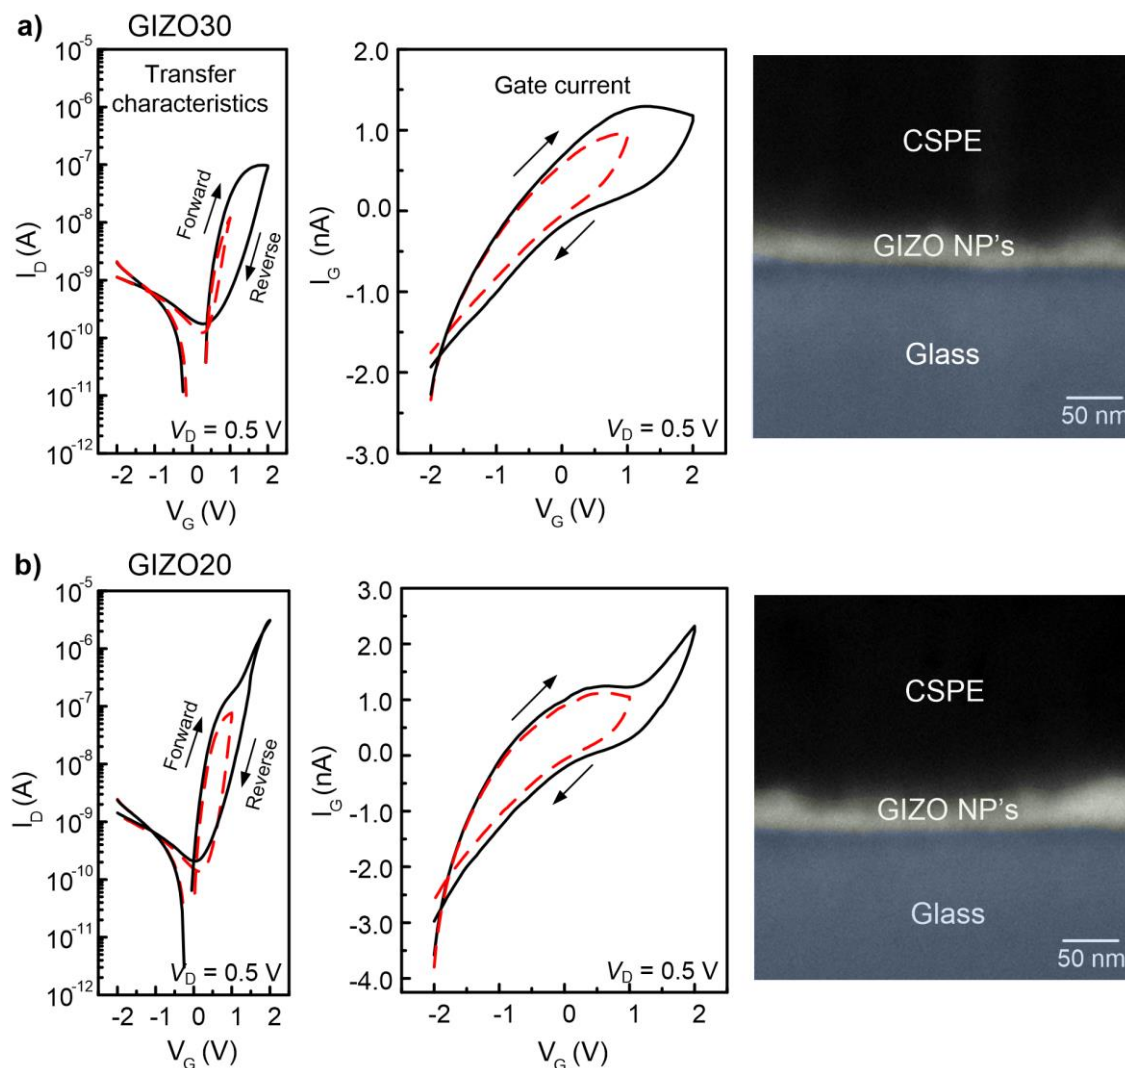 a)
GIZO30
10⁻⁵
10⁻⁶
10⁻⁷
10⁻⁸
10⁻⁹
10⁻¹⁰
10⁻¹¹
10⁻¹²
I_D (A)
Transfer
characteristics
Forward
Reverse
V_D = 0.5 V
-2 -1 0 1 2
V_G (V)
2.0
1.0
0.0
-1.0
-2.0
-3.0
I_G (nA)
Gate current
V_D = 0.5 V
-2 -1 0 1 2
V_G (V)
CSPE
GIZO NP's
Glass
50 nm
b)
GIZO20
10⁻⁵
10⁻⁶
10⁻⁷
10⁻⁸
10⁻⁹
10⁻¹⁰
10⁻¹¹
10⁻¹²
I_D (A)
Forward
Reverse
V_D = 0.5 V
-2 -1 0 1 2
V_G (V)
3.0
2.0
1.0
0.0
-1.0
-2.0
-3.0
-4.0
I_G (nA)
V_D = 0.5 V
-2 -1 0 1 2
V_G (V)
CSPE
GIZO NP's
Glass
50 nm